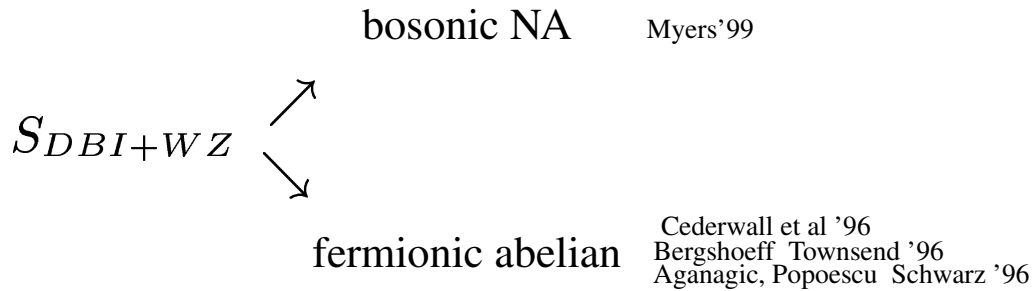 bosonic NA Myers'99
S_{DBI+WZ}
fermionic abelian
Cederwall et al '96
Bergshoeff Townsend '96
Aganagic, Popoescu Schwarz '96